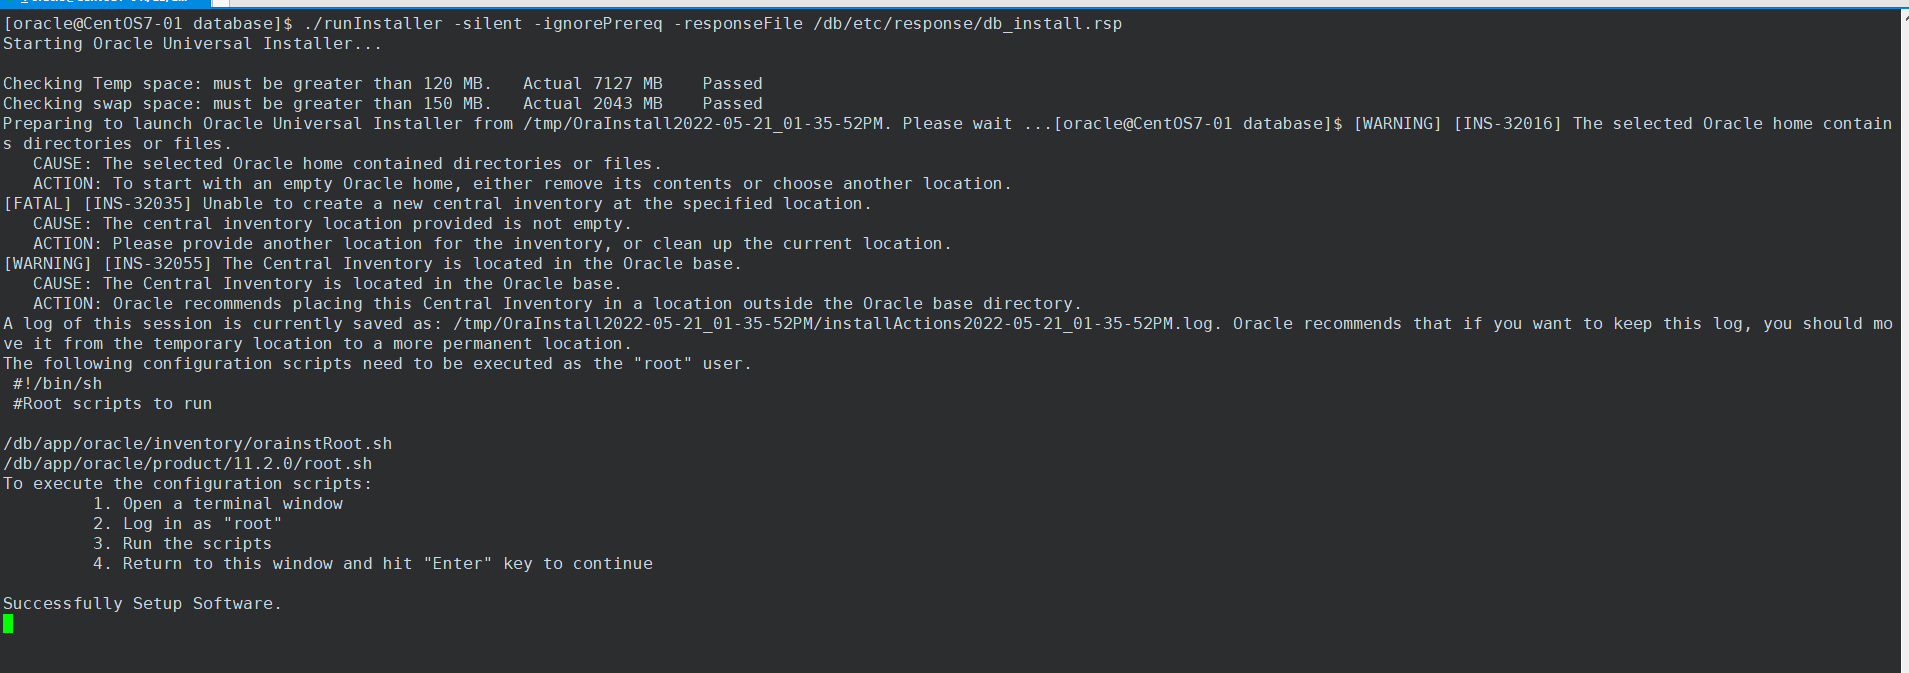 [oracle@CentOS7-01 database]$ ./runInstaller -silent -ignorePrereq -responseFile /db/etc/response/db_install.rsp
Starting Oracle Universal Installer...
Checking Temp space: must be greater than 120 MB.   Actual 7127 MB    Passed
Checking swap space: must be greater than 150 MB.   Actual 2043 MB    Passed
Preparing to launch Oracle Universal Installer from /tmp/OraInstall2022-05-21_01-35-52PM. Please wait ...[oracle@CentOS7-01 database]$ [WARNING] [INS-32016] The selected Oracle home contain
s directories or files.
   CAUSE: The selected Oracle home contained directories or files.
   ACTION: To start with an empty Oracle home, either remove its contents or choose another location.
[FATAL] [INS-32035] Unable to create a new central inventory at the specified location.
   CAUSE: The central inventory location provided is not empty.
   ACTION: Please provide another location for the inventory, or clean up the current location.
[WARNING] [INS-32055] The Central Inventory is located in the Oracle base.
   CAUSE: The Central Inventory is located in the Oracle base.
   ACTION: Oracle recommends placing this Central Inventory in a location outside the Oracle base directory.
A log of this session is currently saved as: /tmp/OraInstall2022-05-21_01-35-52PM/installActions2022-05-21_01-35-52PM.log. Oracle recommends that if you want to keep this log, you should mo
ve it from the temporary location to a more permanent location.
The following configuration scripts need to be executed as the "root" user.
 #!/bin/sh
 #Root scripts to run
/db/app/oracle/inventory/orainstRoot.sh
/db/app/oracle/product/11.2.0/root.sh
To execute the configuration scripts:
         1. Open a terminal window
         2. Log in as "root"
         3. Run the scripts
         4. Return to this window and hit "Enter" key to continue
Successfully Setup Software.